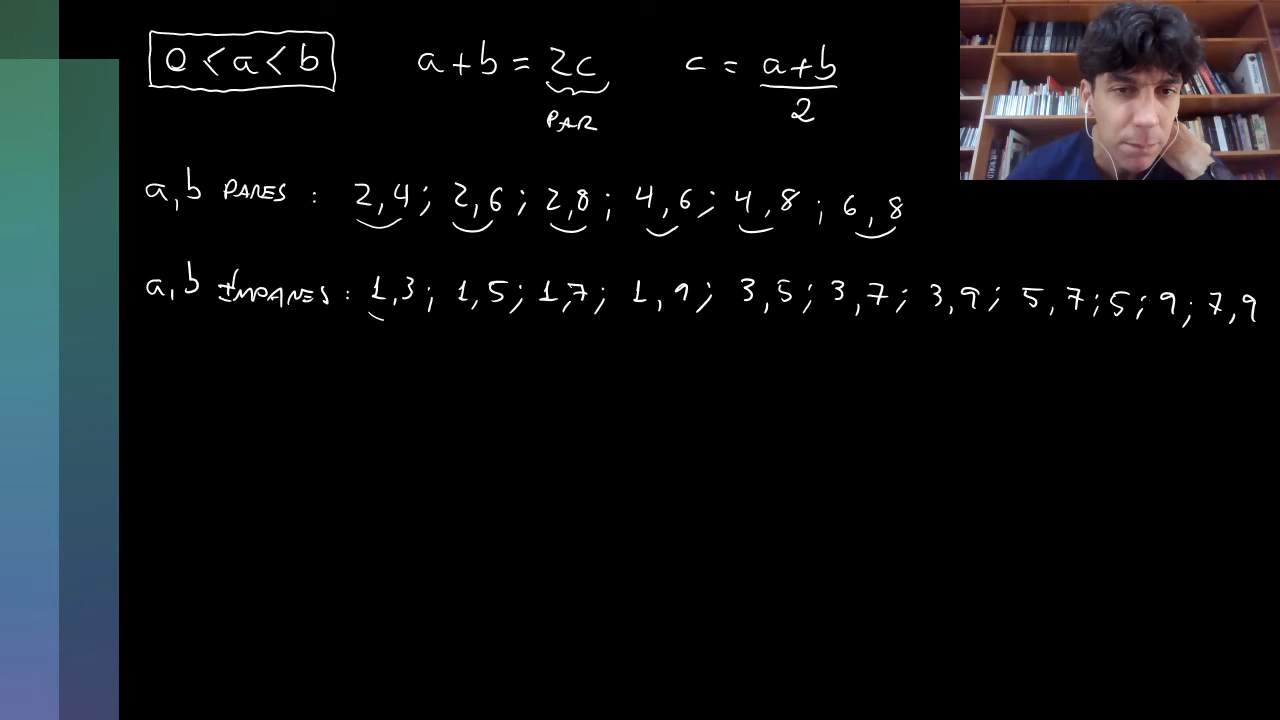 0 < a < b a + b = 2c c = a+b
PAR 2
a, b PARES : 2,4; 2,6; 2,8; 4,6; 4,8; 6,8
a, b ÍMPARES : 1,3; 1,5; 1,7; 1,9; 3,5; 3,7; 3,9; 5,7; 5; 9; 7,9